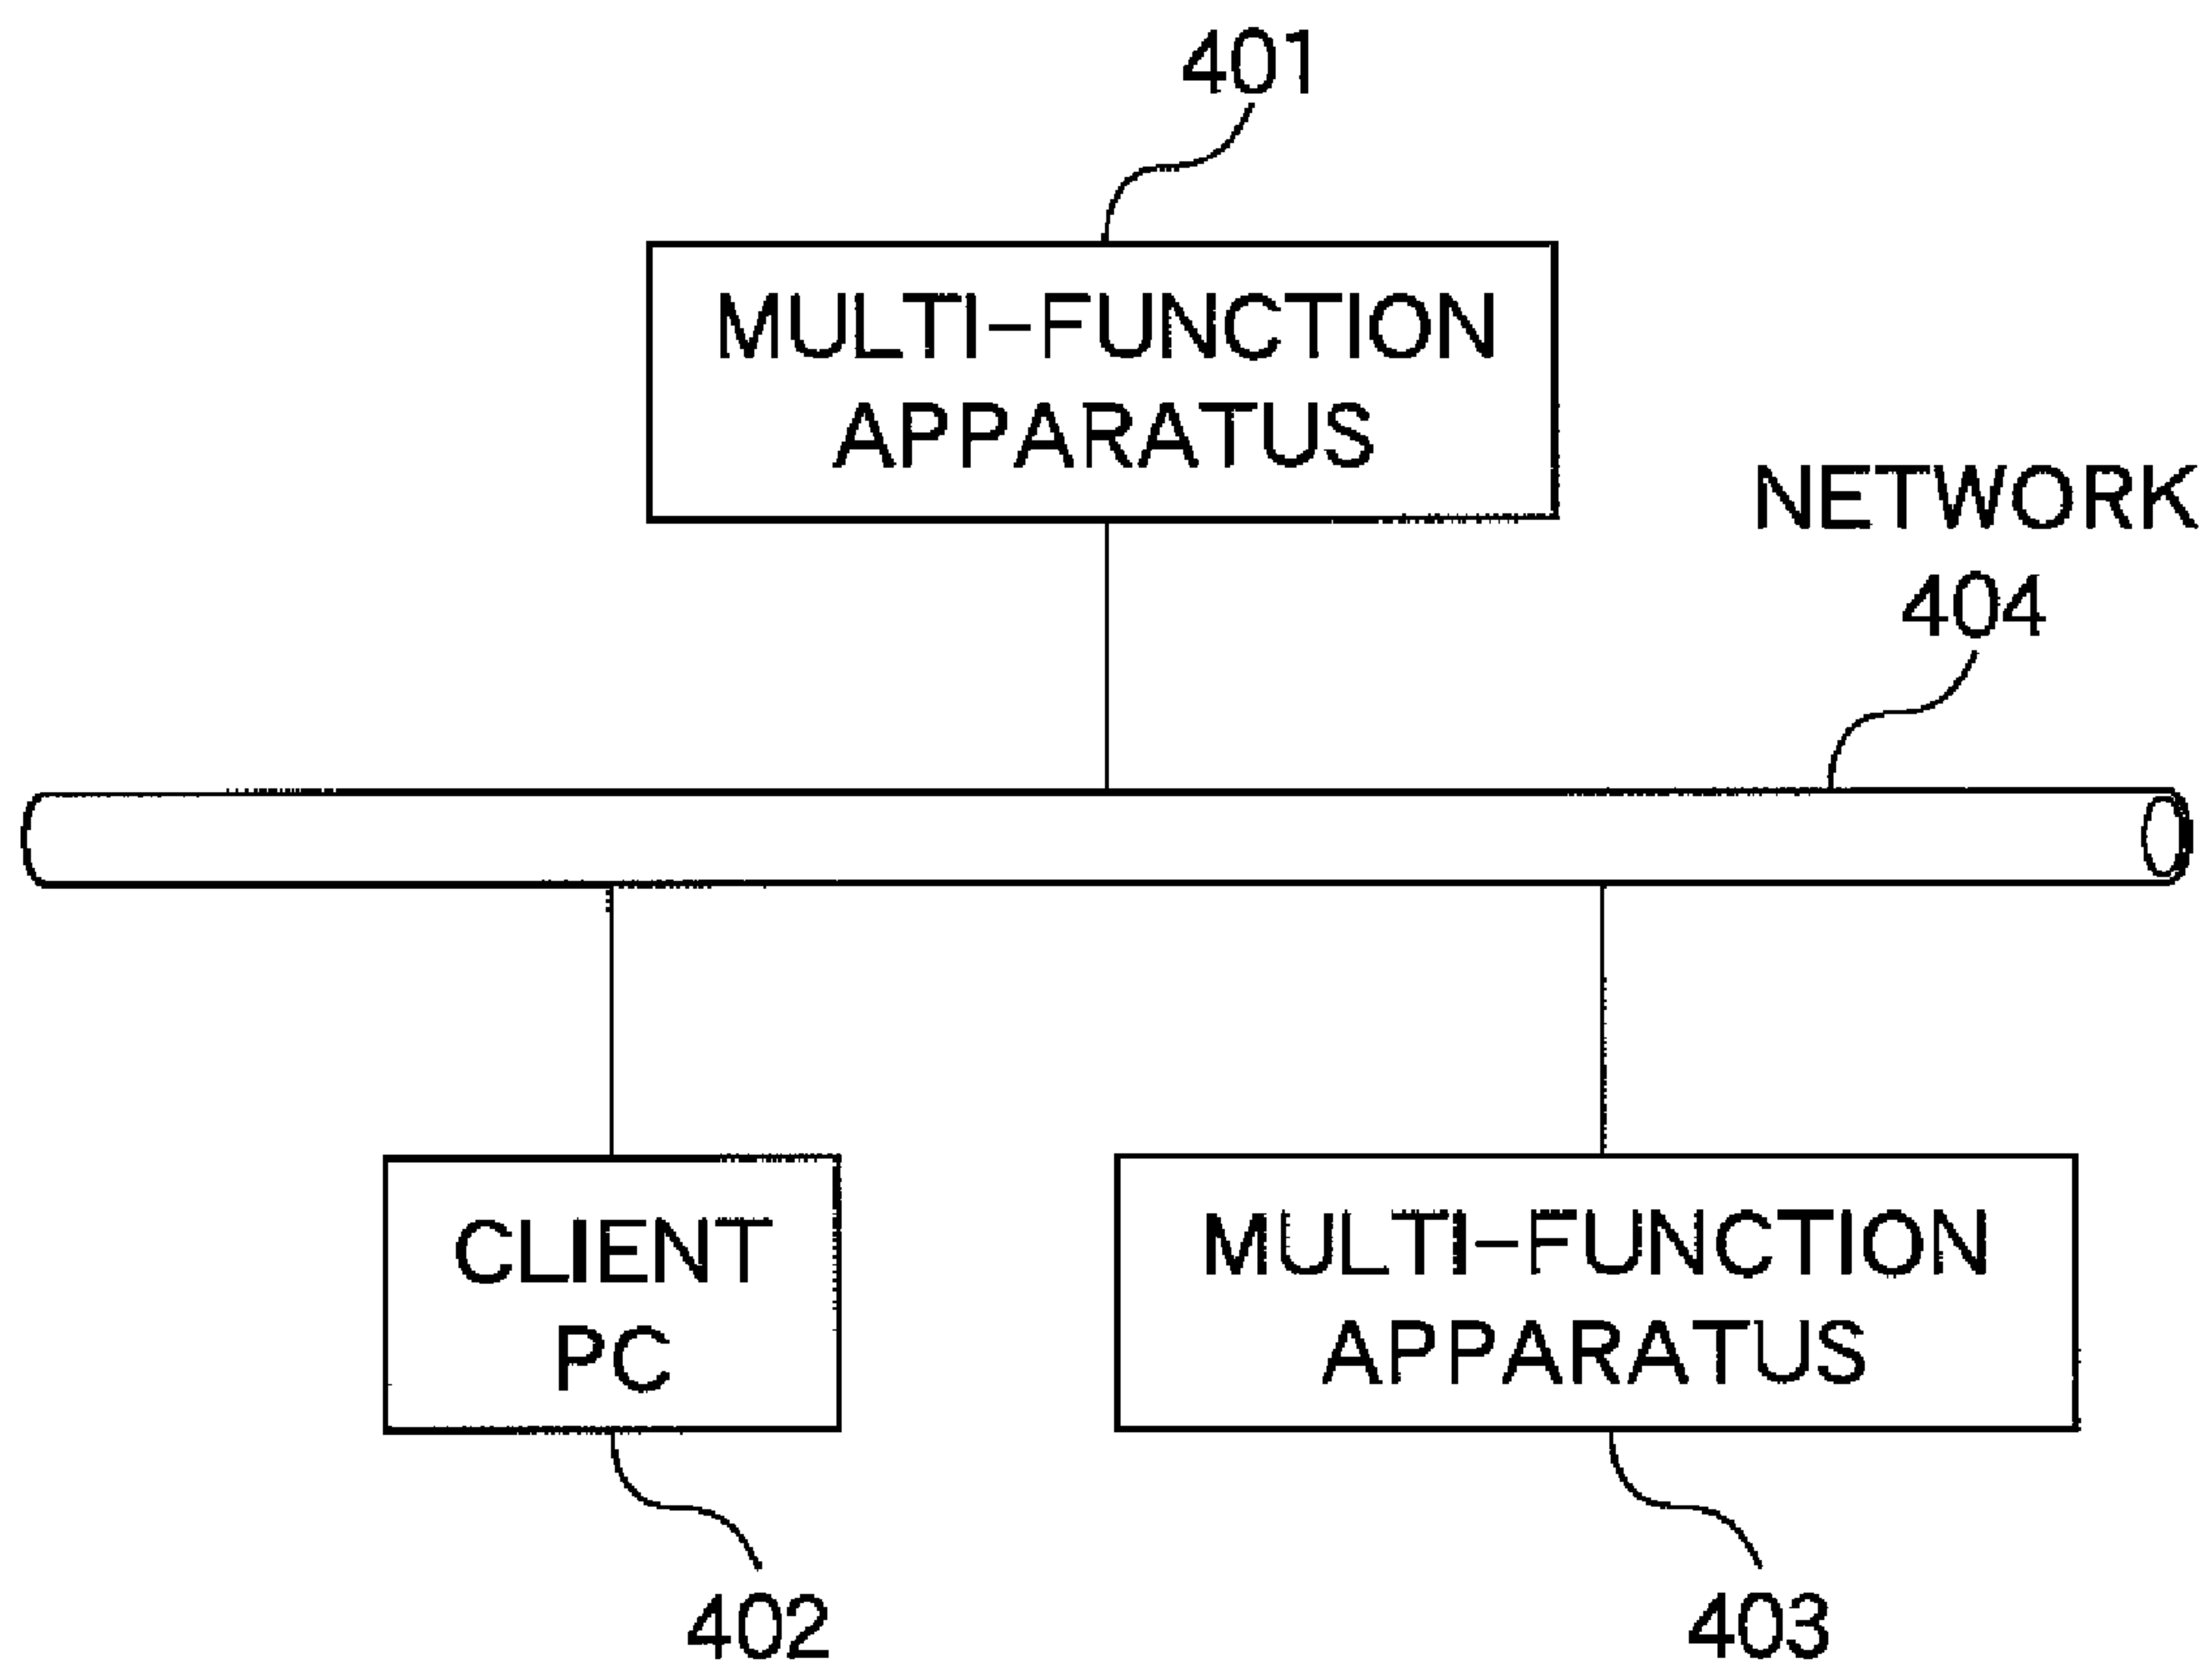 401
MULTI-FUNCTION
APPARATUS
NETWORK
404
CLIENT
PC
MULTI-FUNCTION
APPARATUS
402
403